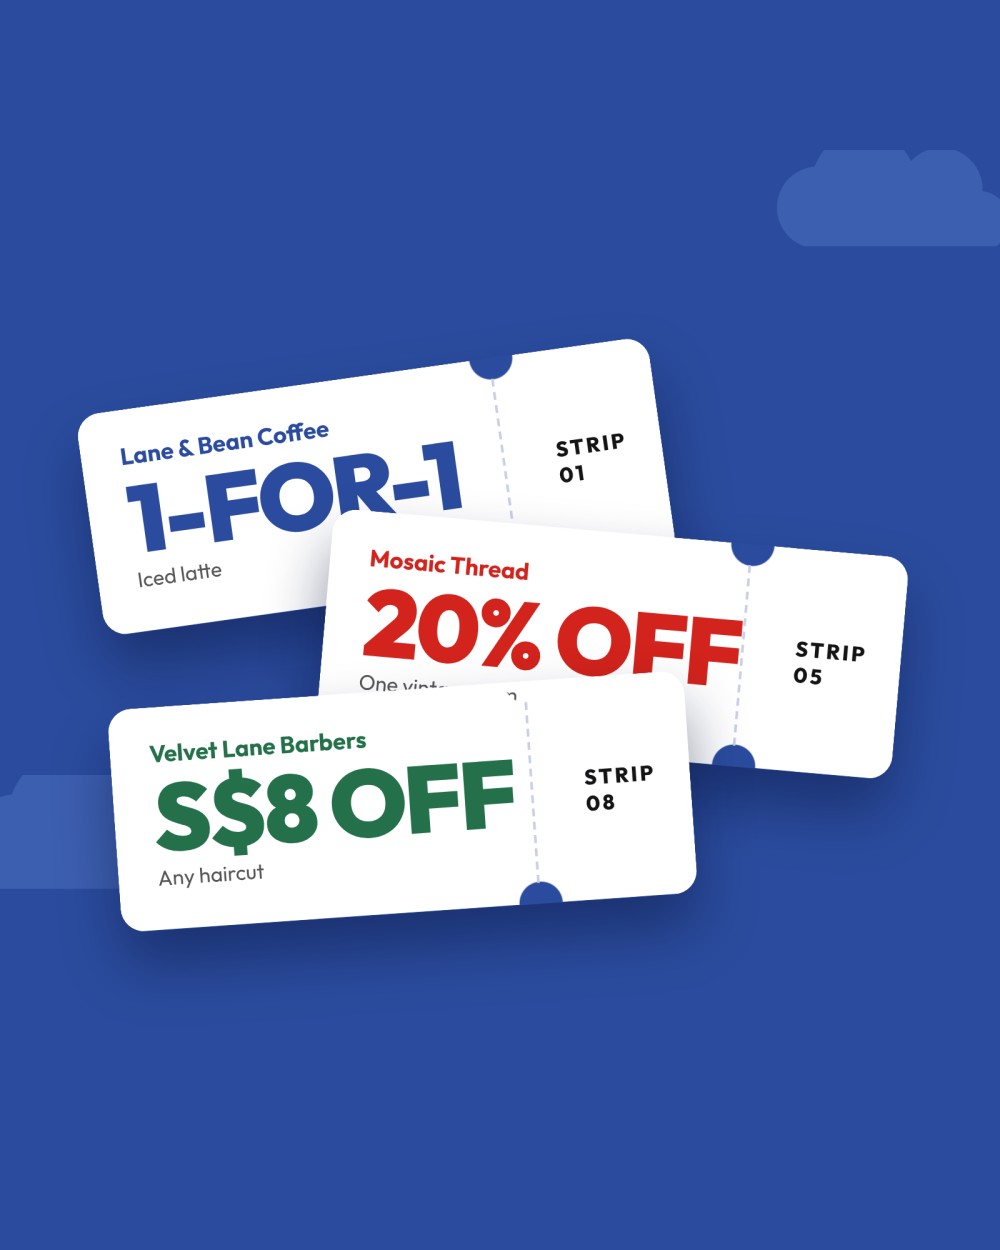 Lane & Bean Coffee
1-FOR-1
Iced latte
STRIP
01
Mosaic Thread
20% OFF
One
STRIP
05
Velvet Lane Barbers
S$8 OFF
Any haircut
STRIP
08